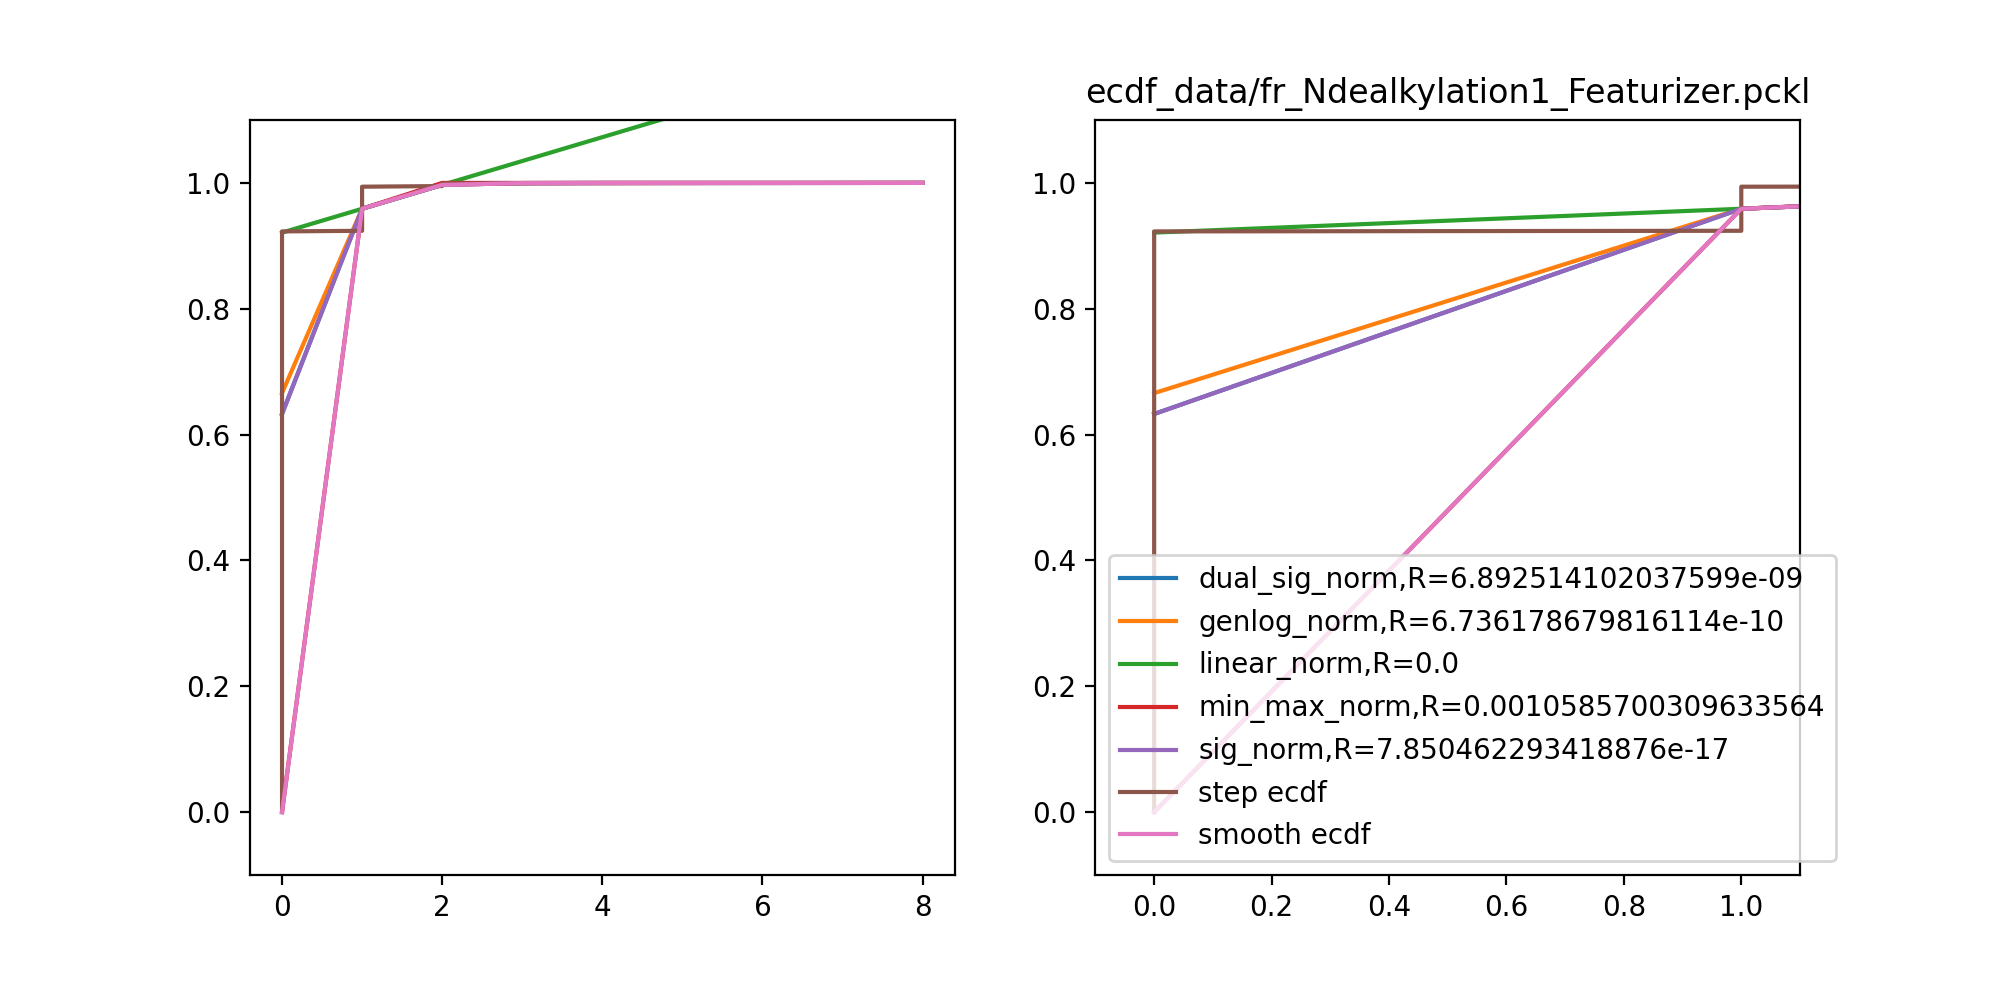 ecdf_data/fr_Ndealkylation1_Featurizer.pckl
1.0
0.8
0.6
0.4
0.2
0.0
0 2 4 6 8
1.0
0.8
0.6
0.4
0.2
0.0
0.0 0.2 0.4 0.6 0.8 1.0
dual_sig_norm,R=6.892514102037599e-09
genlog_norm,R=6.736178679816114e-10
linear_norm,R=0.0
min_max_norm,R=0.0010585700309633564
sig_norm,R=7.850462293418876e-17
step ecdf
smooth ecdf